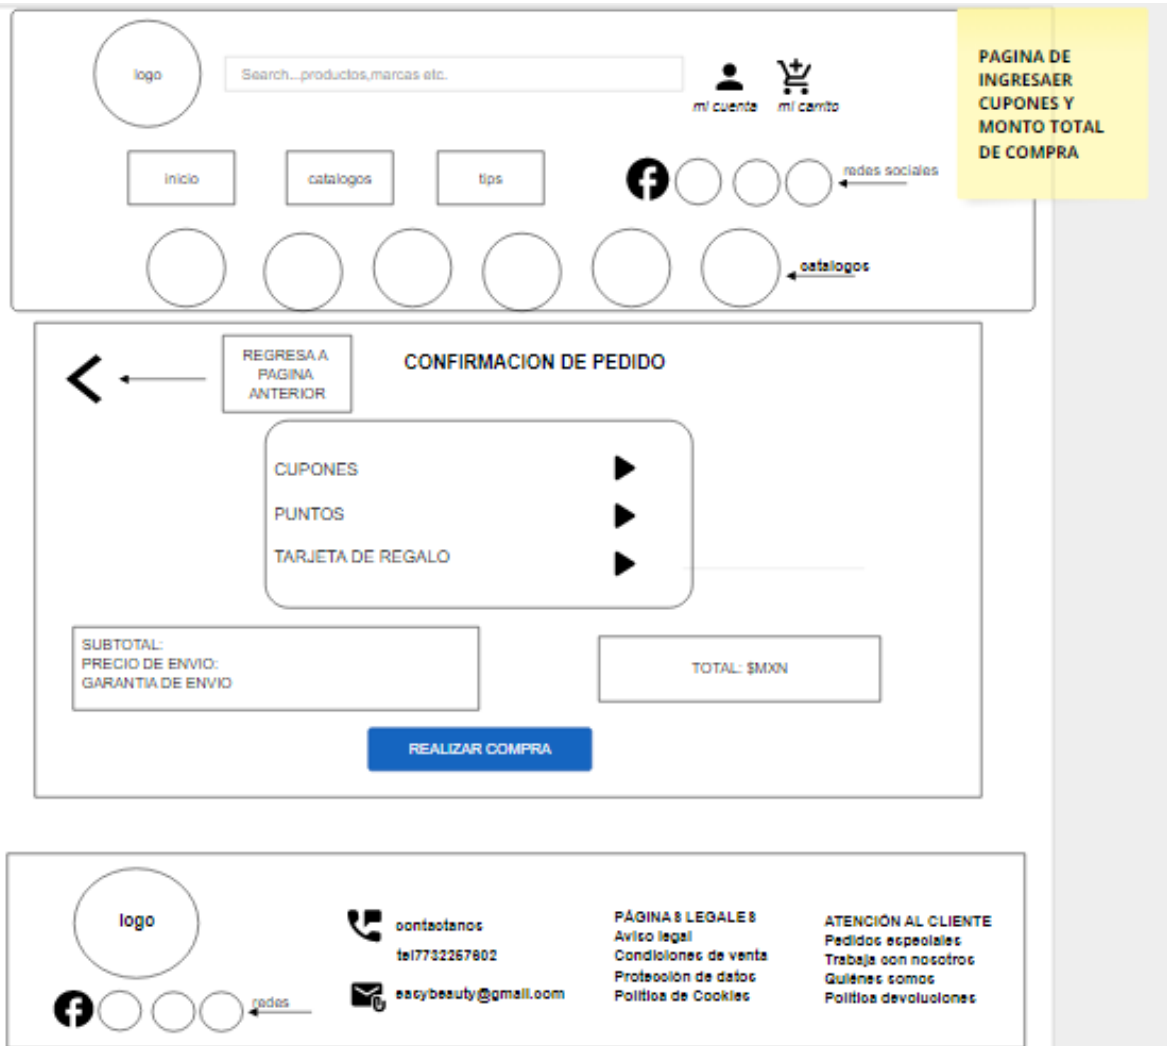 logo
Search...productos,marcas etc.
mi cuenta
mi carrito
PAGINA DE
INGRESAER
CUPONES Y
MONTO TOTAL
DE COMPRA
inicio
catalogos
tips
redes sociales
catalogos
REGRESA A
PAGINA
ANTERIOR
CONFIRMACION DE PEDIDO
CUPONES
PUNTOS
TARJETA DE REGALO
SUBTOTAL:
PRECIO DE ENVIO:
GARANTIA DE ENVIO
TOTAL: $MXN
REALIZAR COMPRA
logo
redes
contactanos
tel7732257602
easybeauty@gmail.com
PÁGINAS LEGALES
Aviso legal
Condiciones de venta
Protección de datos
Política de Cookies
ATENCIÓN AL CLIENTE
Pedidos especiales
Trabaja con nosotros
Quiénes somos
Política devoluciones